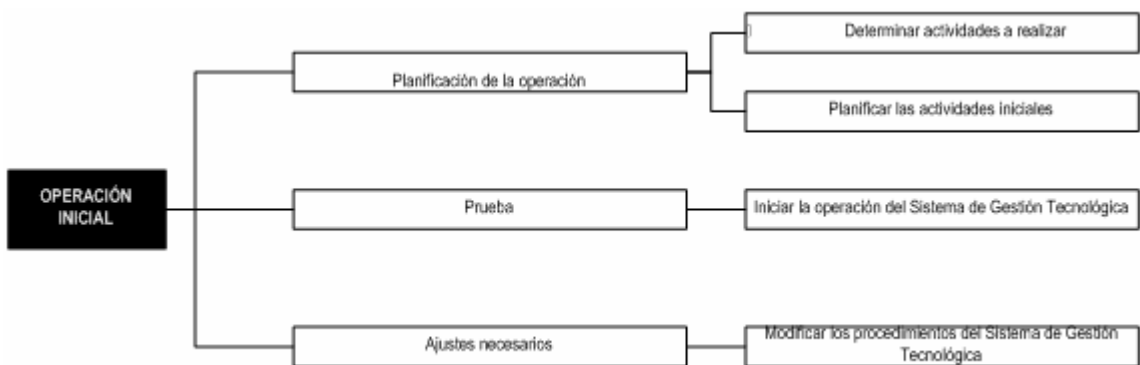 Determinar actividades a realizar
Planificación de la operación
Planificar las actividades iniciales
OPERACIÓN
INICIAL
Prueba
Iniciar la operación del Sistema de Gestión Tecnológica
Ajustes necesarios
Modificar los procedimientos del Sistema de Gestión
Tecnológica